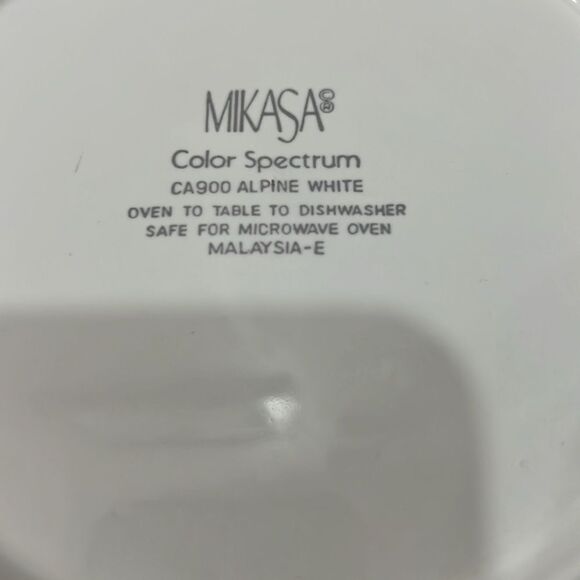 MIKASA©®
Color Spectrum
CA900 ALPINE WHITE
OVEN TO TABLE TO DISHWASHER
SAFE FOR MICROWAVE OVEN
MALAYSIA-E